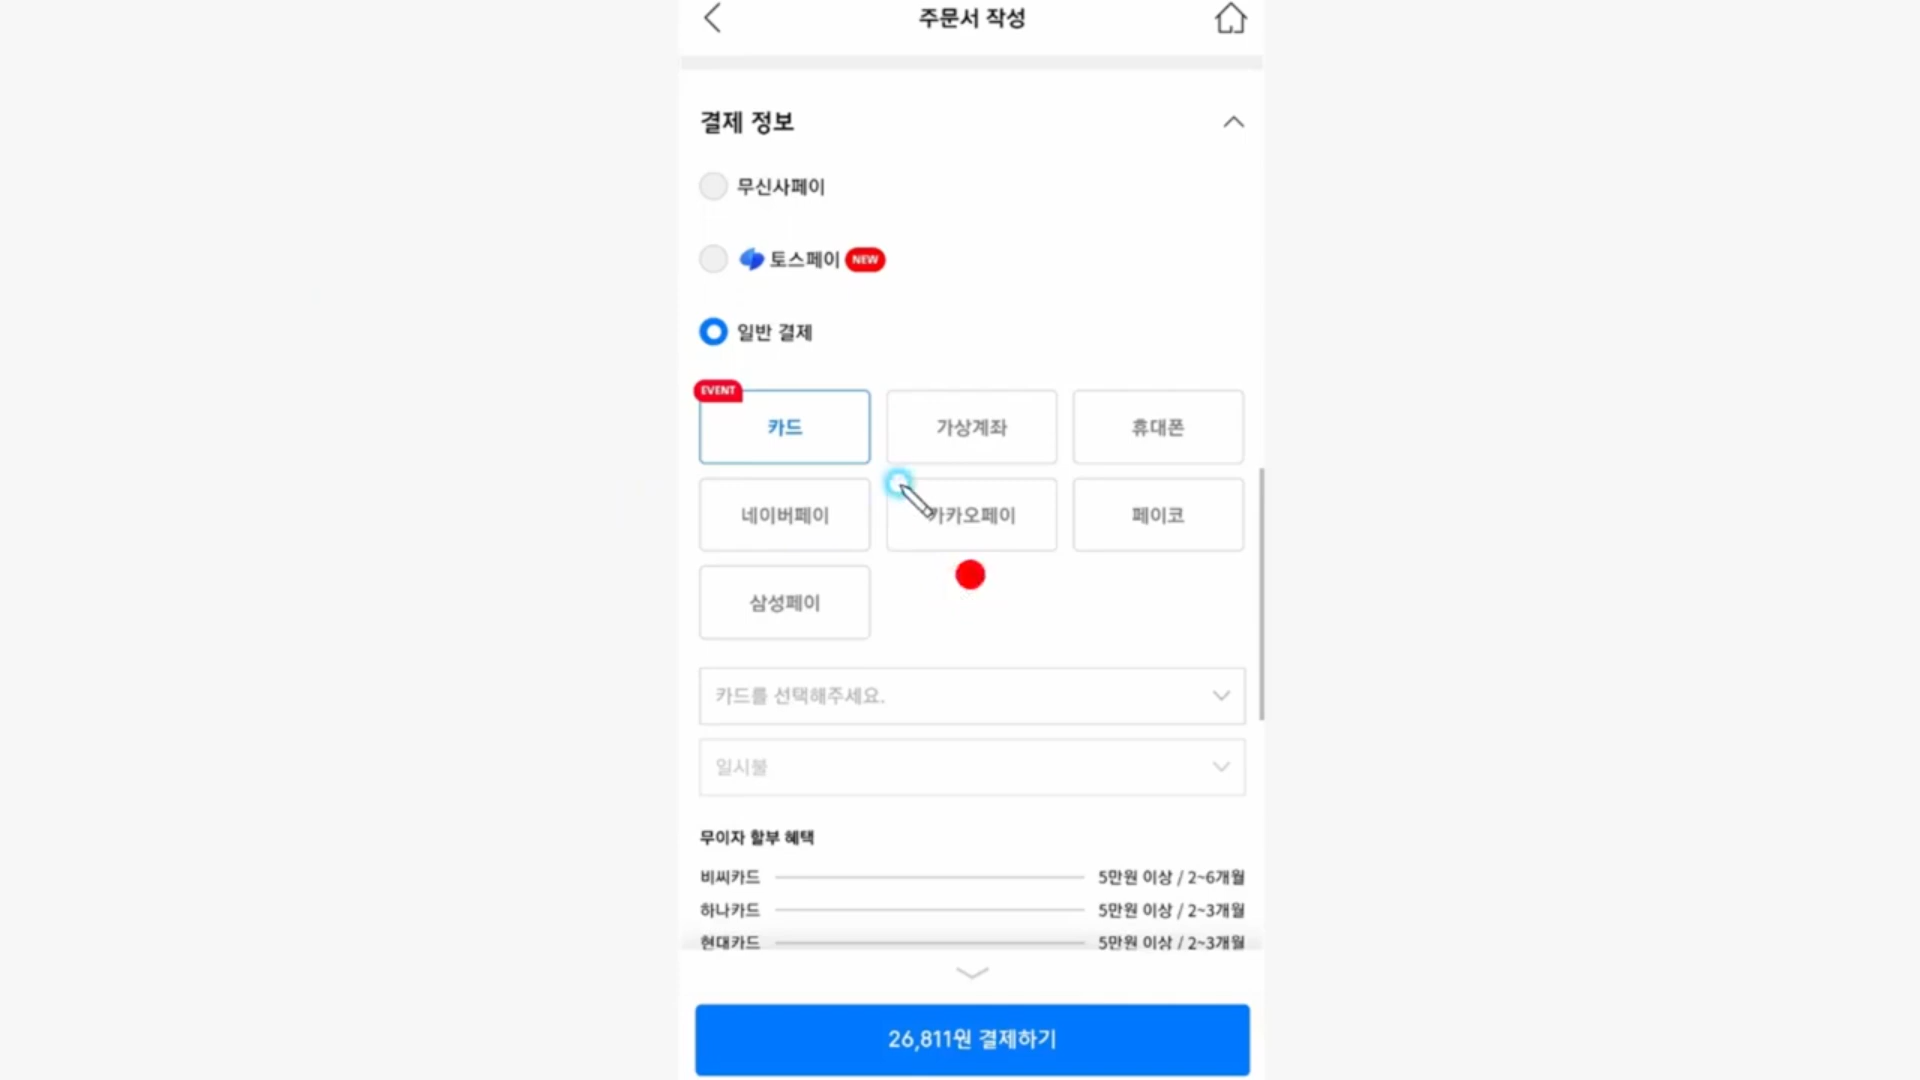 주문서 작성
결제 정보
무신사페이
토스페이 NEW
일반 결제
EVENT
카드 가상계좌 휴대폰
네이버페이 카카오페이 페이코
삼성페이
카드를 선택해주세요.
일시불
무이자 할부 혜택
비씨카드 5만원 이상 / 2~6개월
하나카드 5만원 이상 / 2~3개월
현대카드 5만원 이상 / 2~3개월
26,811원 결제하기